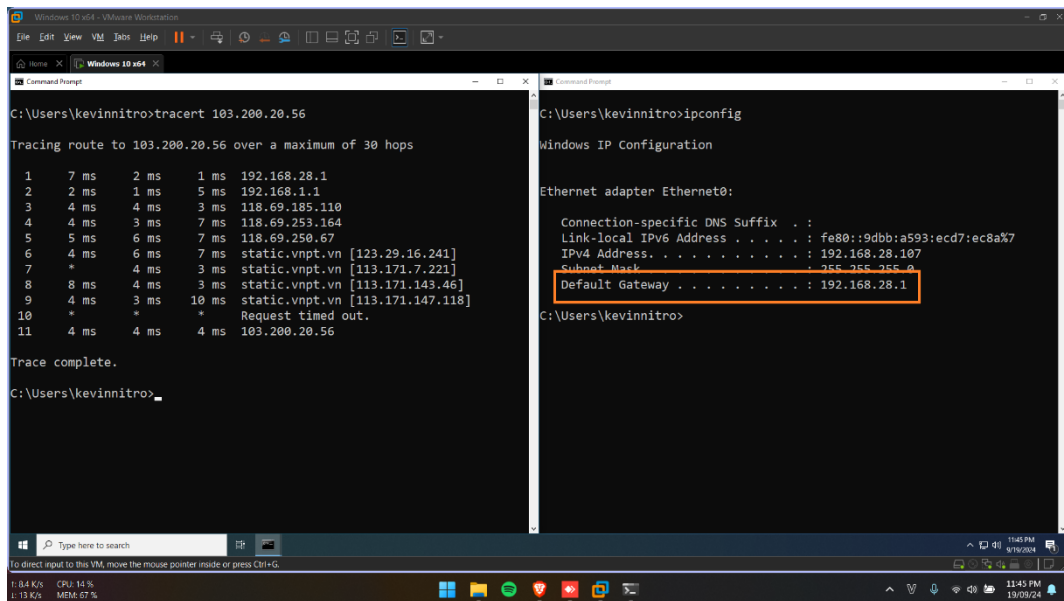 Windows 10 x64 - VMware Workstation
File Edit View VM Tabs Help
Home
Windows 10 x64
Command Prompt
C:\Users\kevinnitro>tracert 103.200.20.56
Tracing route to 103.200.20.56 over a maximum of 30 hops
1 7 ms 2 ms 1 ms 192.168.28.1
2 2 ms 1 ms 5 ms 192.168.1.1
3 4 ms 4 ms 3 ms 118.69.185.110
4 4 ms 3 ms 7 ms 118.69.253.164
5 5 ms 6 ms 7 ms 118.69.250.67
6 4 ms 6 ms 7 ms static.vnpt.vn [123.29.16.241]
7 * 4 ms 3 ms static.vnpt.vn [113.171.7.221]
8 8 ms 4 ms 3 ms static.vnpt.vn [113.171.143.46]
9 4 ms 3 ms 10 ms static.vnpt.vn [113.171.147.118]
10 * * * Request timed out.
11 4 ms 4 ms 4 ms 103.200.20.56
Trace complete.
C:\Users\kevinnitro>
Command Prompt
C:\Users\kevinnitro>ipconfig
Windows IP Configuration
Ethernet adapter Ethernet0:
Connection-specific DNS Suffix . :
Link-local IPv6 Address . . . . . : fe80::9dbb:a593:ecd7:ec8a%7
IPv4 Address. . . . . . . . . . . : 192.168.28.107
Subnet Mask . . . . . . . . . . . : 255.255.255.0
Default Gateway . . . . . . . . . : 192.168.28.1
C:\Users\kevinnitro>
Type here to search
11:45 PM
9/19/2024
To direct input to this VM, move the mouse pointer inside or press Ctrl+G.
↑: 8.4 K/s CPU: 14 %
↓: 13 K/s MEM: 67 %
11:45 PM
19/09/24